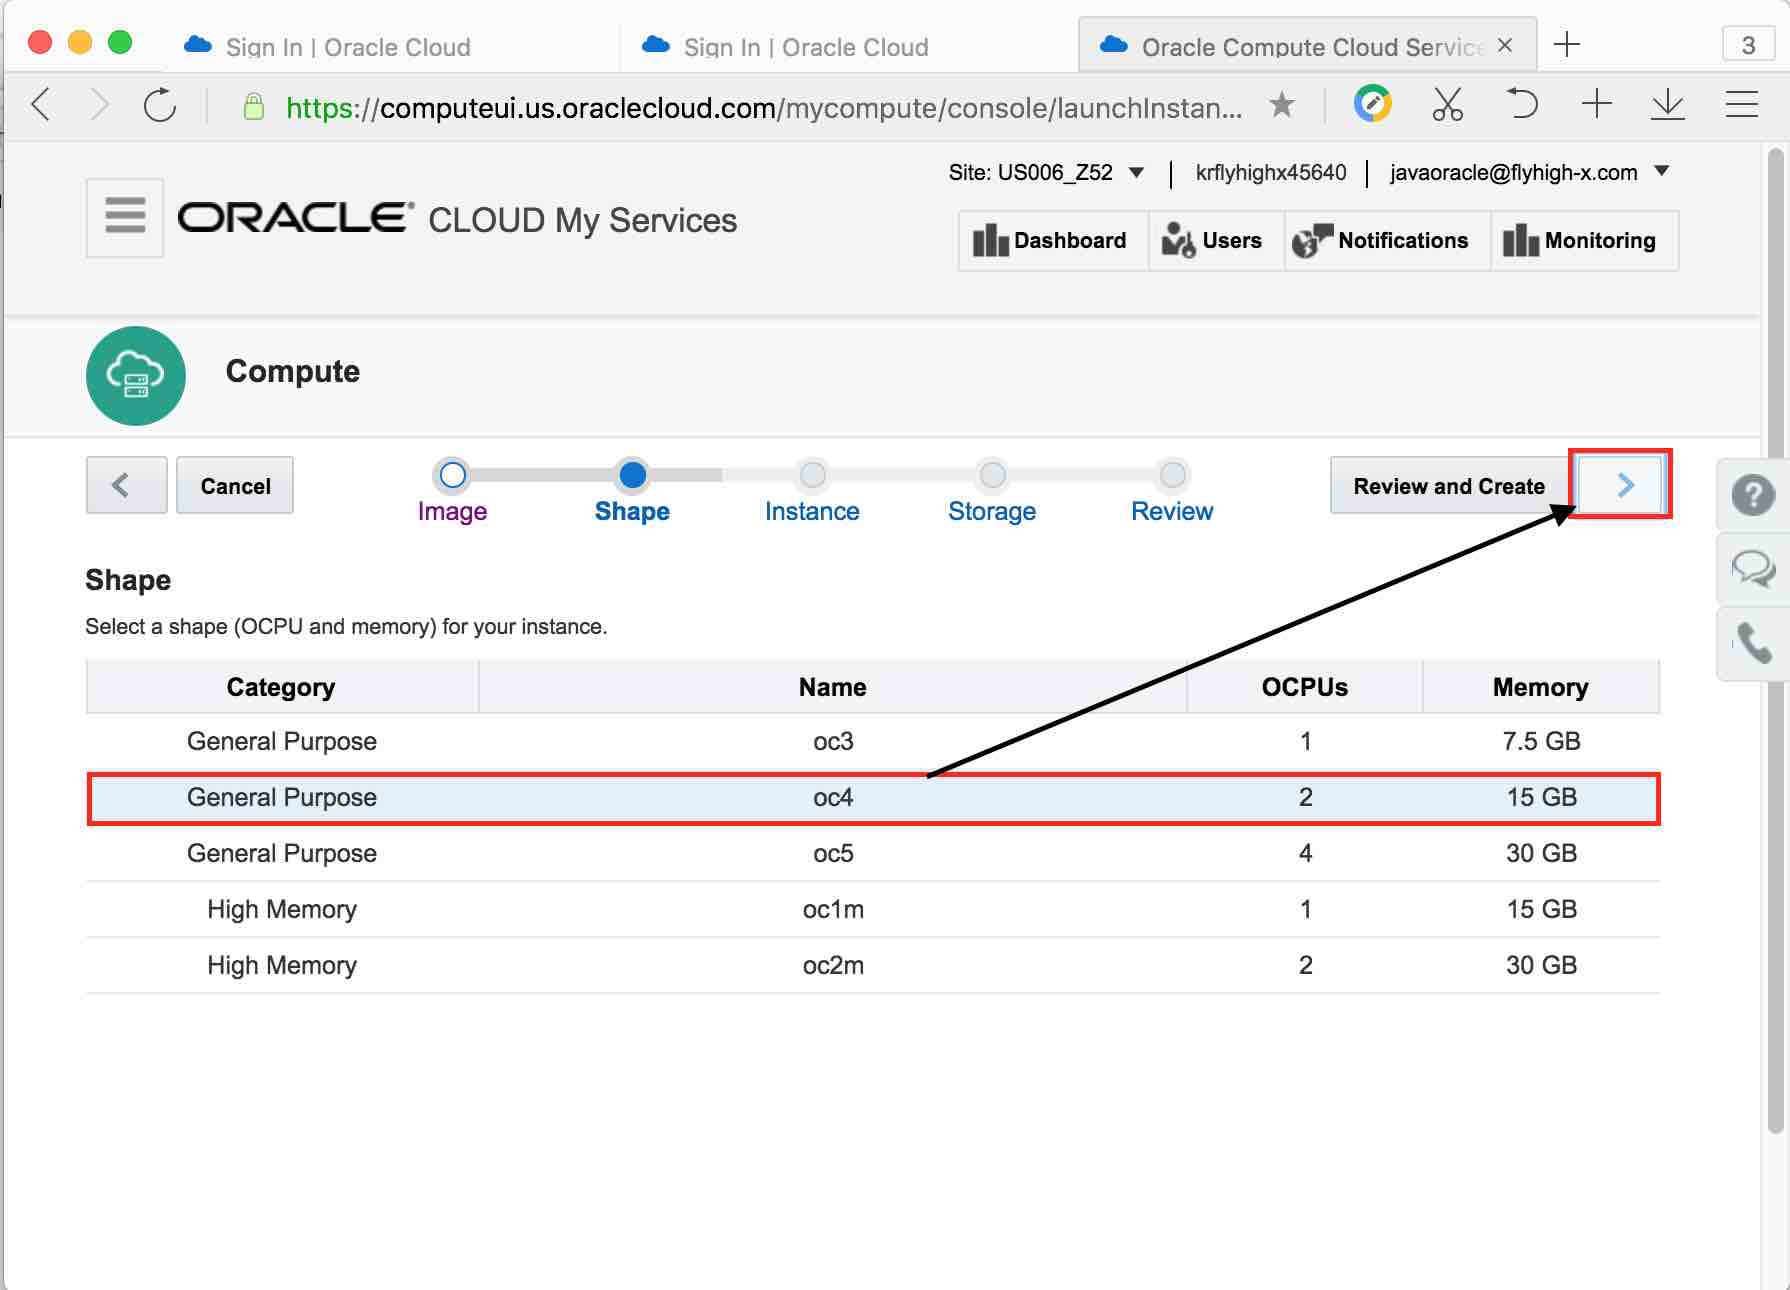 Sign In | Oracle Cloud
Sign In | Oracle Cloud
Oracle Compute Cloud Service
3
https://computeui.us.oraclecloud.com/mycompute/console/launchInstan...
Site: US006_Z52
krflyhighx45640
javaoracle@flyhigh-x.com
ORACLE® CLOUD My Services
Dashboard
Users
Notifications
Monitoring
Compute
Cancel
Image
Shape
Instance
Storage
Review
Review and Create
?
Shape
Select a shape (OCPU and memory) for your instance.
Category Name OCPUs Memory
General Purpose oc3 1 7.5 GB
General Purpose oc4 2 15 GB
General Purpose oc5 4 30 GB
High Memory oc1m 1 15 GB
High Memory oc2m 2 30 GB